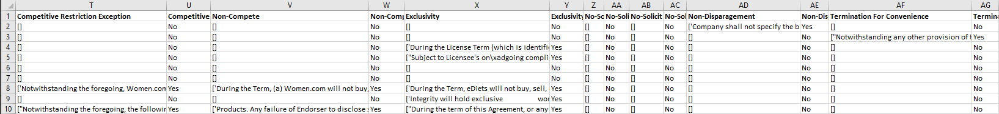 T U V W X Y Z AA AB AC AD AE AF AG
1 Competitive Restriction Exception Competitive Non-Compete Non-Comp Exclusivity Exclusivity No-So No-Soli No-Solicit No-Sol Non-Disparagement Non-Dis Termination For Convenience Termina
2 [] No [] No [] No [] No [] No ['Company shall not specify the b Yes [] No
3 [] No [] No [] No [] No [] No [] No ["Notwithstanding any other provision of t Yes
4 [] No [] No ['During the License Term (which is identifi Yes [] No [] No [] No [] No
5 [] No [] No ["Subject to Licensee's on\xadgoing compli Yes [] No [] No [] No [] No
6 [] No [] No [] No [] No [] No [] No [] No
7 [] No [] No [] No [] No [] No [] No [] No
8 ['Notwithstanding the foregoing, Women.com Yes ['During the Term, (a) Women.com will not buy, Yes ['During the Term, eDiets will not buy, sell, Yes [] No [] No [] No [] No
9 [] No [] No ['Integrity will hold exclusive wor Yes [] No [] No [] No [] No
10 ["Notwithstanding the foregoing, the followin Yes ['Products. Any failure of Endorser to disclose s Yes ["During the term of this Agreement, or any Yes [] No [] No [] No [] No